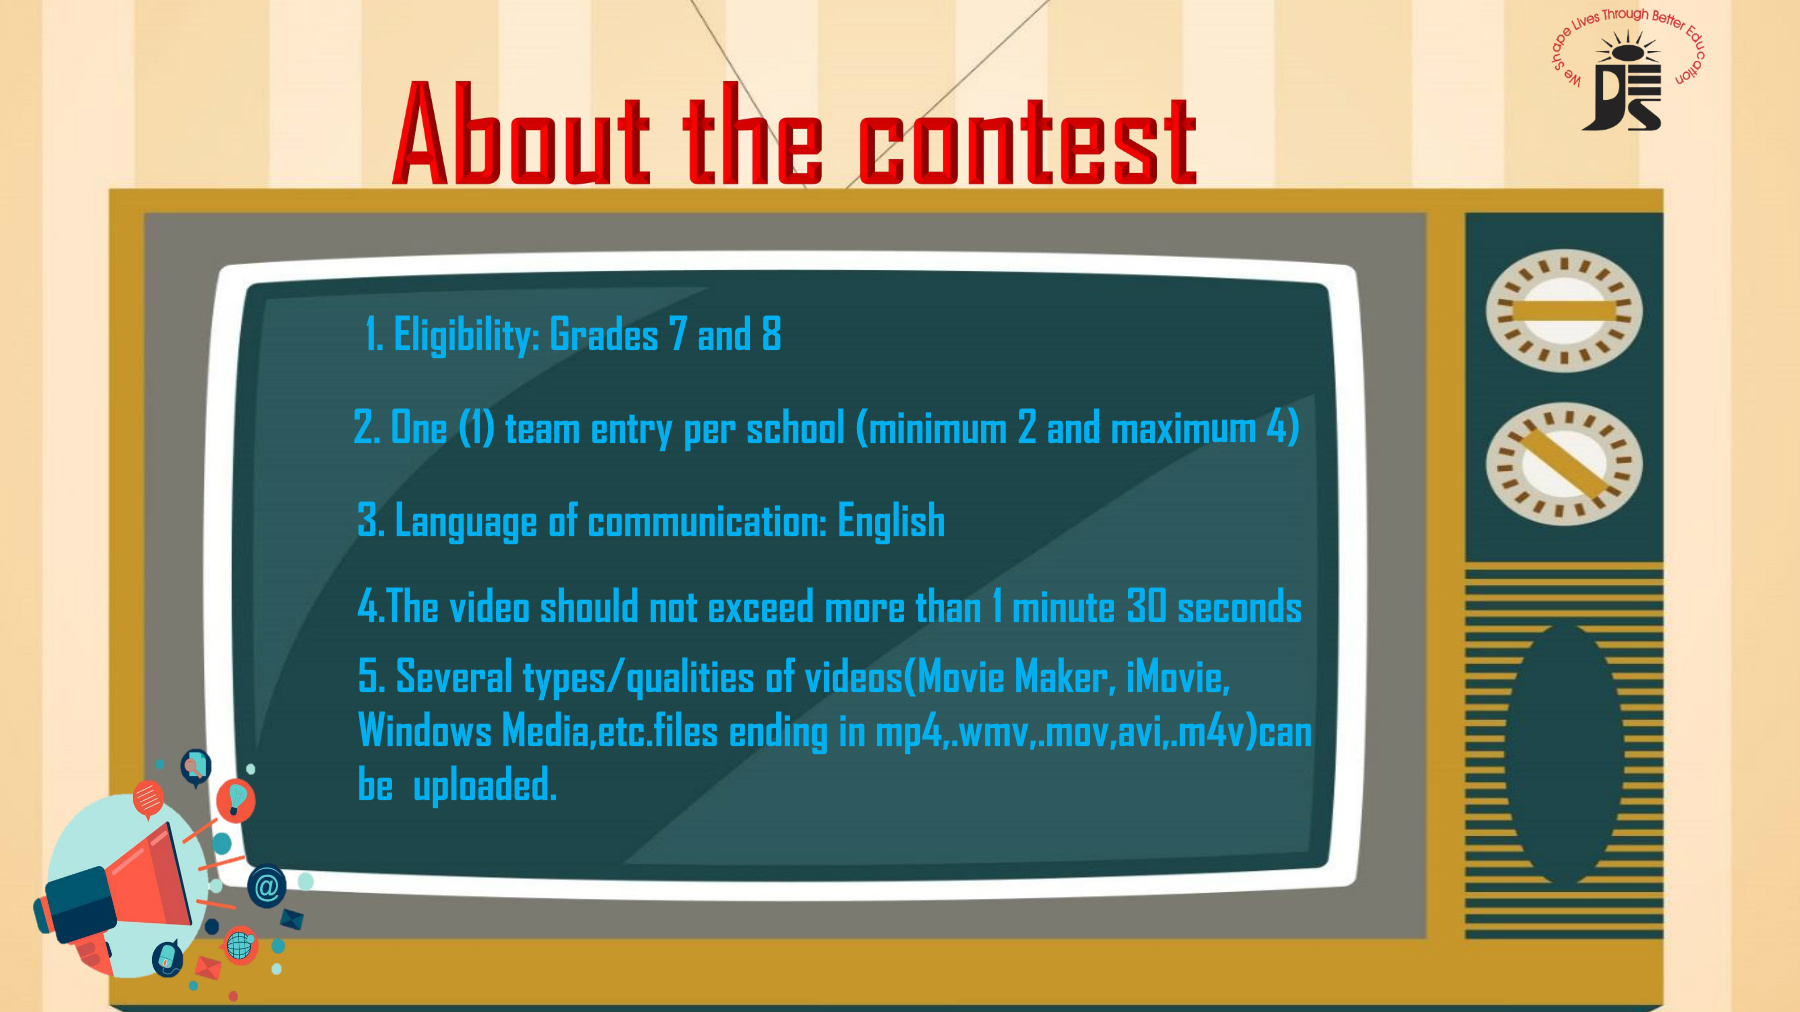 We Shape Lives Through Better Education
DIES
About the contest
1. Eligibility: Grades 7 and 8
2. One (1) team entry per school (minimum 2 and maximum 4)
3. Language of communication: English
4.The video should not exceed more than 1 minute 30 seconds
5. Several types/qualities of videos(Movie Maker, iMovie,
Windows Media,etc.files ending in mp4,.wmv,.mov,avi,.m4v)can
be  uploaded.
@